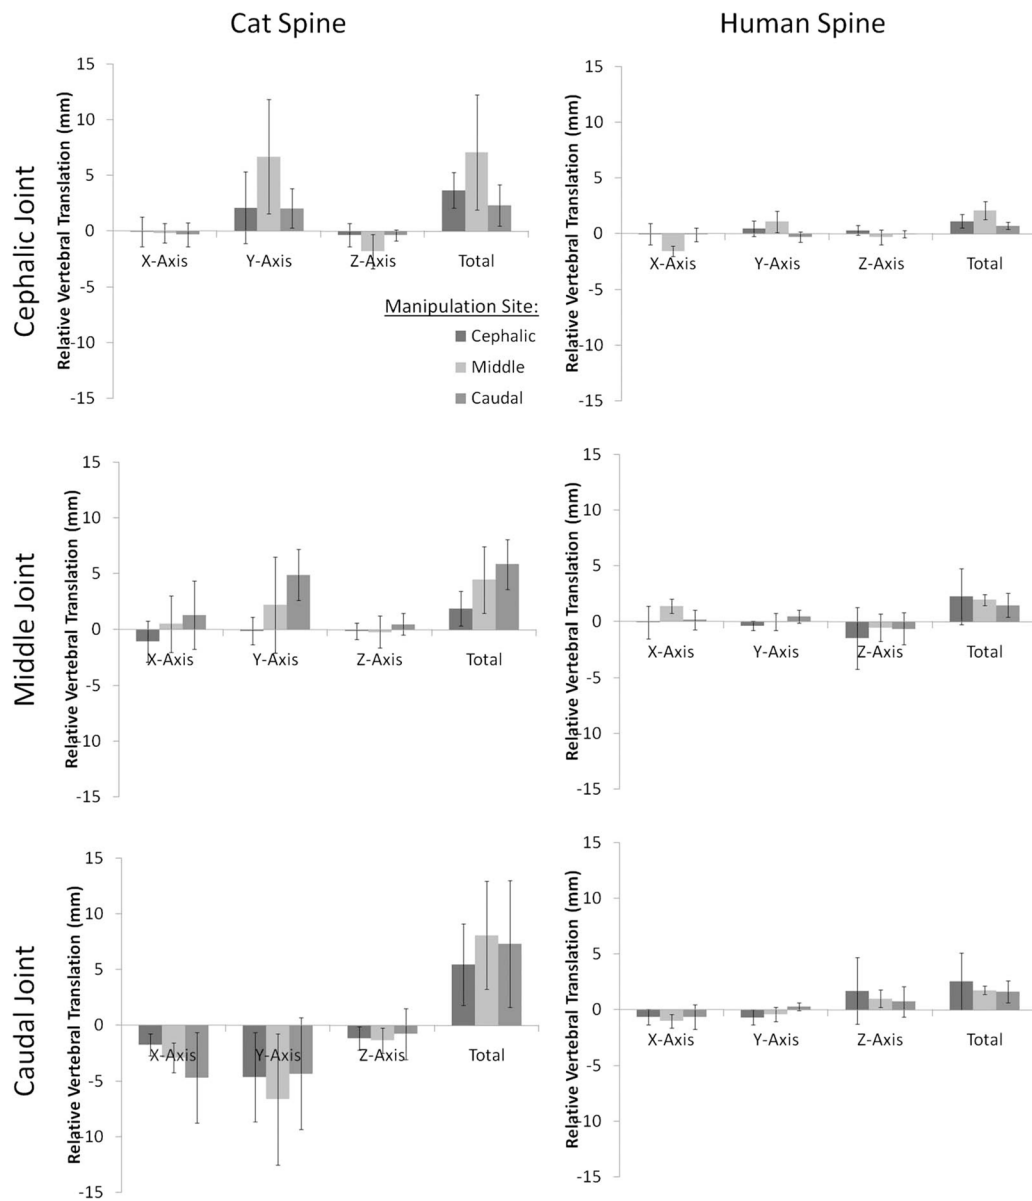 Cat Spine
Human Spine
Cephalic Joint
Relative Vertebral Translation (mm)
15
10
5
0
-5
-10
-15
X-Axis Y-Axis Z-Axis Total
Manipulation Site:
Cephalic
Middle
Caudal
Relative Vertebral Translation (mm)
15
10
5
0
-5
-10
-15
X-Axis Y-Axis Z-Axis Total
Middle Joint
Relative Vertebral Translation (mm)
15
10
5
0
-5
-10
-15
X-Axis Y-Axis Z-Axis Total
Relative Vertebral Translation (mm)
15
10
5
0
-5
-10
-15
X-Axis Y-Axis Z-Axis Total
Caudal Joint
Relative Vertebral Translation (mm)
15
10
5
0
-5
-10
-15
X-Axis Y-Axis Z-Axis Total
Relative Vertebral Translation (mm)
15
10
5
0
-5
-10
-15
X-Axis Y-Axis Z-Axis Total